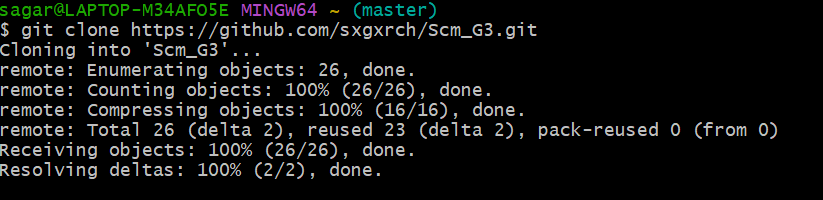 sagar@LAPTOP-M34AFO5E MINGW64 ~ (master)
$ git clone https://github.com/sxgxrch/Scm_G3.git
Cloning into 'Scm_G3'...
remote: Enumerating objects: 26, done.
remote: Counting objects: 100% (26/26), done.
remote: Compressing objects: 100% (16/16), done.
remote: Total 26 (delta 2), reused 23 (delta 2), pack-reused 0 (from 0)
Receiving objects: 100% (26/26), done.
Resolving deltas: 100% (2/2), done.